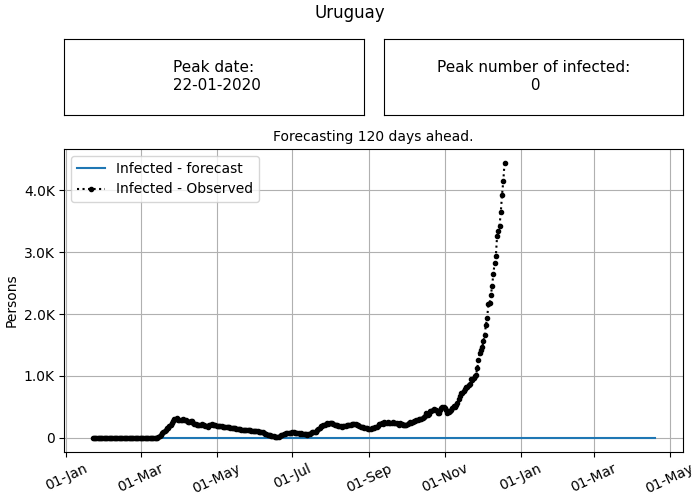 Uruguay
Peak date:
22-01-2020
Peak number of infected:
0
Forecasting 120 days ahead.
Infected - forecast
Infected - Observed
Persons
4.0K
3.0K
2.0K
1.0K
0
01-Jan
01-Mar
01-May
01-Jul
01-Sep
01-Nov
01-Jan
01-Mar
01-May